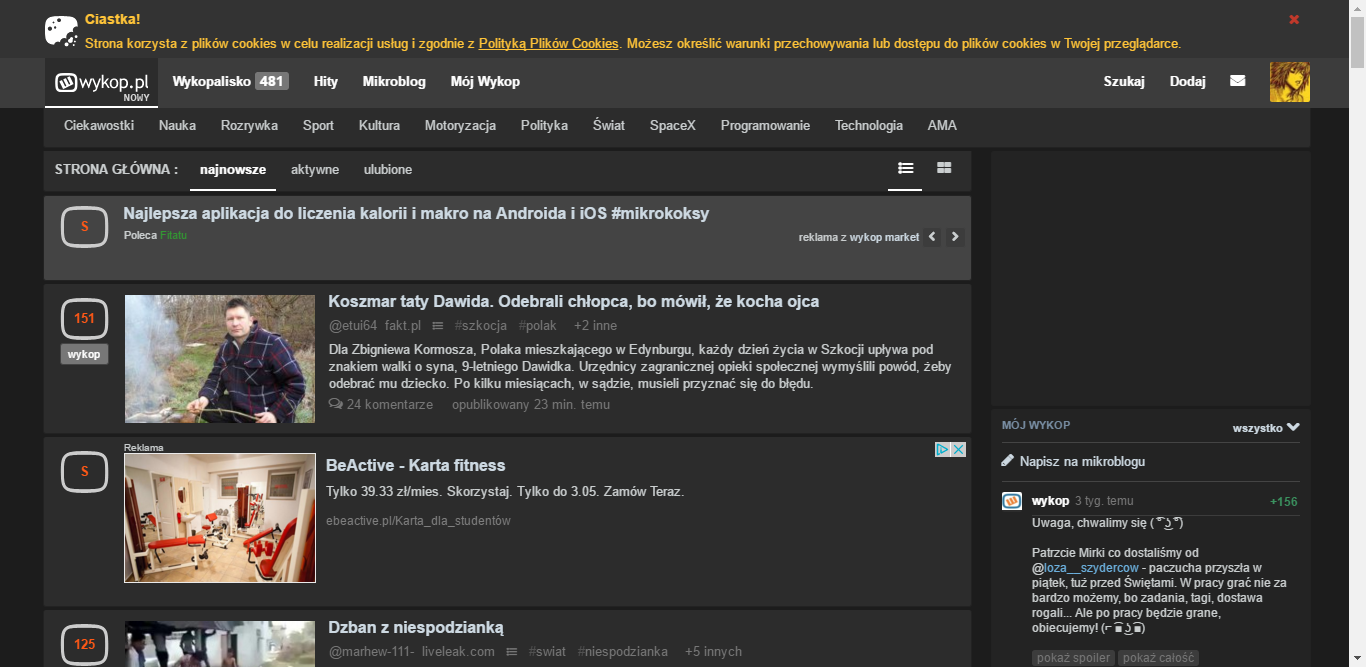 Ciastka!
Strona korzysta z plików cookies w celu realizacji usług i zgodnie z Polityką Plików Cookies. Możesz określić warunki przechowywania lub dostępu do plików cookies w Twojej przeglądarce.
wykop.pl NOWY Wykopalisko 481 Hity Mikroblog Mój Wykop Szukaj Dodaj
Ciekawostki Nauka Rozrywka Sport Kultura Motoryzacja Polityka Świat SpaceX Programowanie Technologia AMA
STRONA GŁÓWNA : najnowsze aktywne ulubione
S
Najlepsza aplikacja do liczenia kalorii i makro na Androida i iOS #mikrokoksy
Poleca Fitatu
reklama z wykop market
151
wykop
Koszmar taty Dawida. Odebrali chłopca, bo mówił, że kocha ojca
@etui64 fakt.pl #szkocja #polak +2 inne
Dla Zbigniewa Kormosza, Polaka mieszkającego w Edynburgu, każdy dzień życia w Szkocji upływa pod
znakiem walki o syna, 9-letniego Dawidka. Urzędnicy zagranicznej opieki społecznej wymyślili powód, żeby
odebrać mu dziecko. Po kilku miesiącach, w sądzie, musieli przyznać się do błędu.
24 komentarze opublikowany 23 min. temu
S
Reklama
BeActive - Karta fitness
Tylko 39.33 zł/mies. Skorzystaj. Tylko do 3.05. Zamów Teraz.
ebeactive.pl/Karta_dla_studentów
125
Dzban z niespodzianką
@marhew-111- liveleak.com #swiat #niespodzianka +5 innych
MÓJ WYKOP wszystko
Napisz na mikroblogu
wykop 3 tyg. temu +156
Uwaga, chwalimy się ( ͡° ͜ʖ ͡°)
Patrzcie Mirki co dostaliśmy od
@loza__szydercow - paczucha przyszła w
piątek, tuż przed Świętami. W pracy grać nie za
bardzo możemy, bo zadania, tagi, dostawa
rogali... Ale po pracy będzie grane,
obiecujemy! (⌐ ͡■ ͜ʖ ͡■)
pokaż spoiler pokaż całość